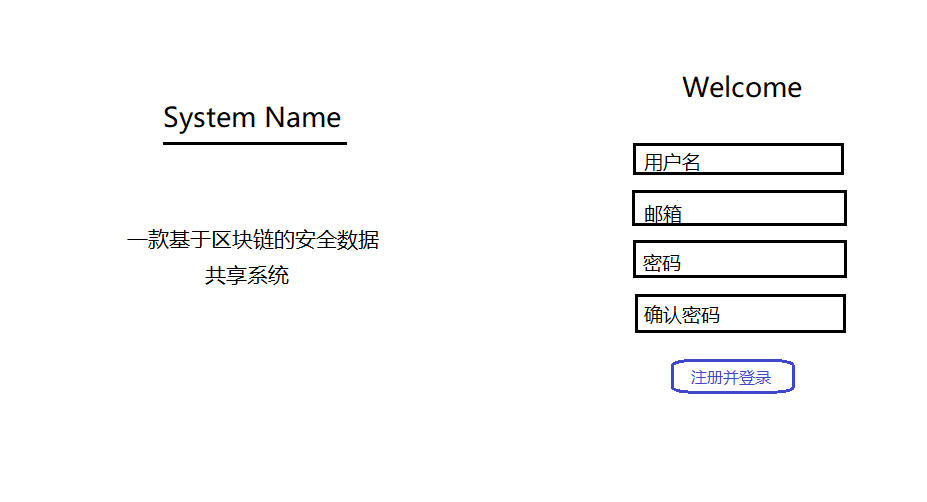 System Name
一款基于区块链的安全数据
共享系统
Welcome
用户名
邮箱
密码
确认密码
注册并登录